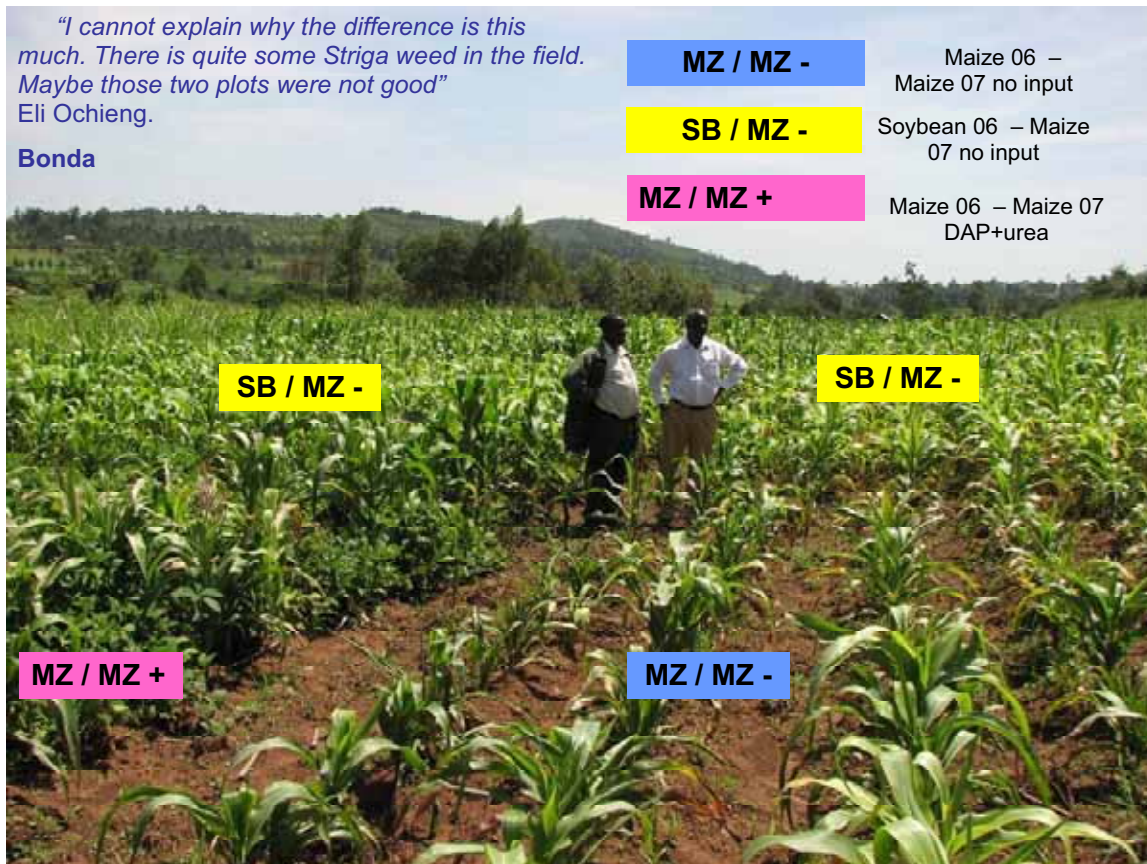 “I cannot explain why the difference is this
much. There is quite some Striga weed in the field.
Maybe those two plots were not good”
Eli Ochieng.
Bonda
MZ / MZ -
Maize 06 –
Maize 07 no input
SB / MZ -
Soybean 06 – Maize
07 no input
MZ / MZ +
Maize 06 – Maize 07
DAP+urea
SB / MZ -
SB / MZ -
MZ / MZ +
MZ / MZ -